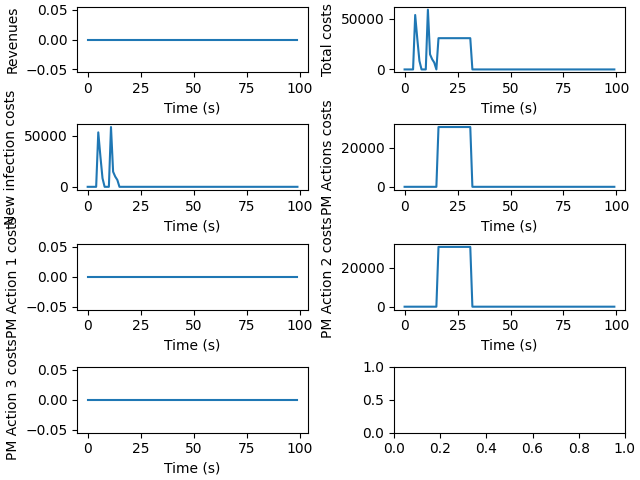 Revenues
0.05
0.00
−0.05
0 25 50 75 100
Time (s)
Total costs
50000
0
0 25 50 75 100
Time (s)
New infection costs
50000
0
0 25 50 75 100
Time (s)
PM Actions costs
20000
0
0 25 50 75 100
Time (s)
PM Action 1 costs
0.05
0.00
−0.05
0 25 50 75 100
Time (s)
PM Action 2 costs
20000
0
0 25 50 75 100
Time (s)
PM Action 3 costs
0.05
0.00
−0.05
0 25 50 75 100
Time (s)
1.0
0.5
0.0
0.0 0.2 0.4 0.6 0.8 1.0